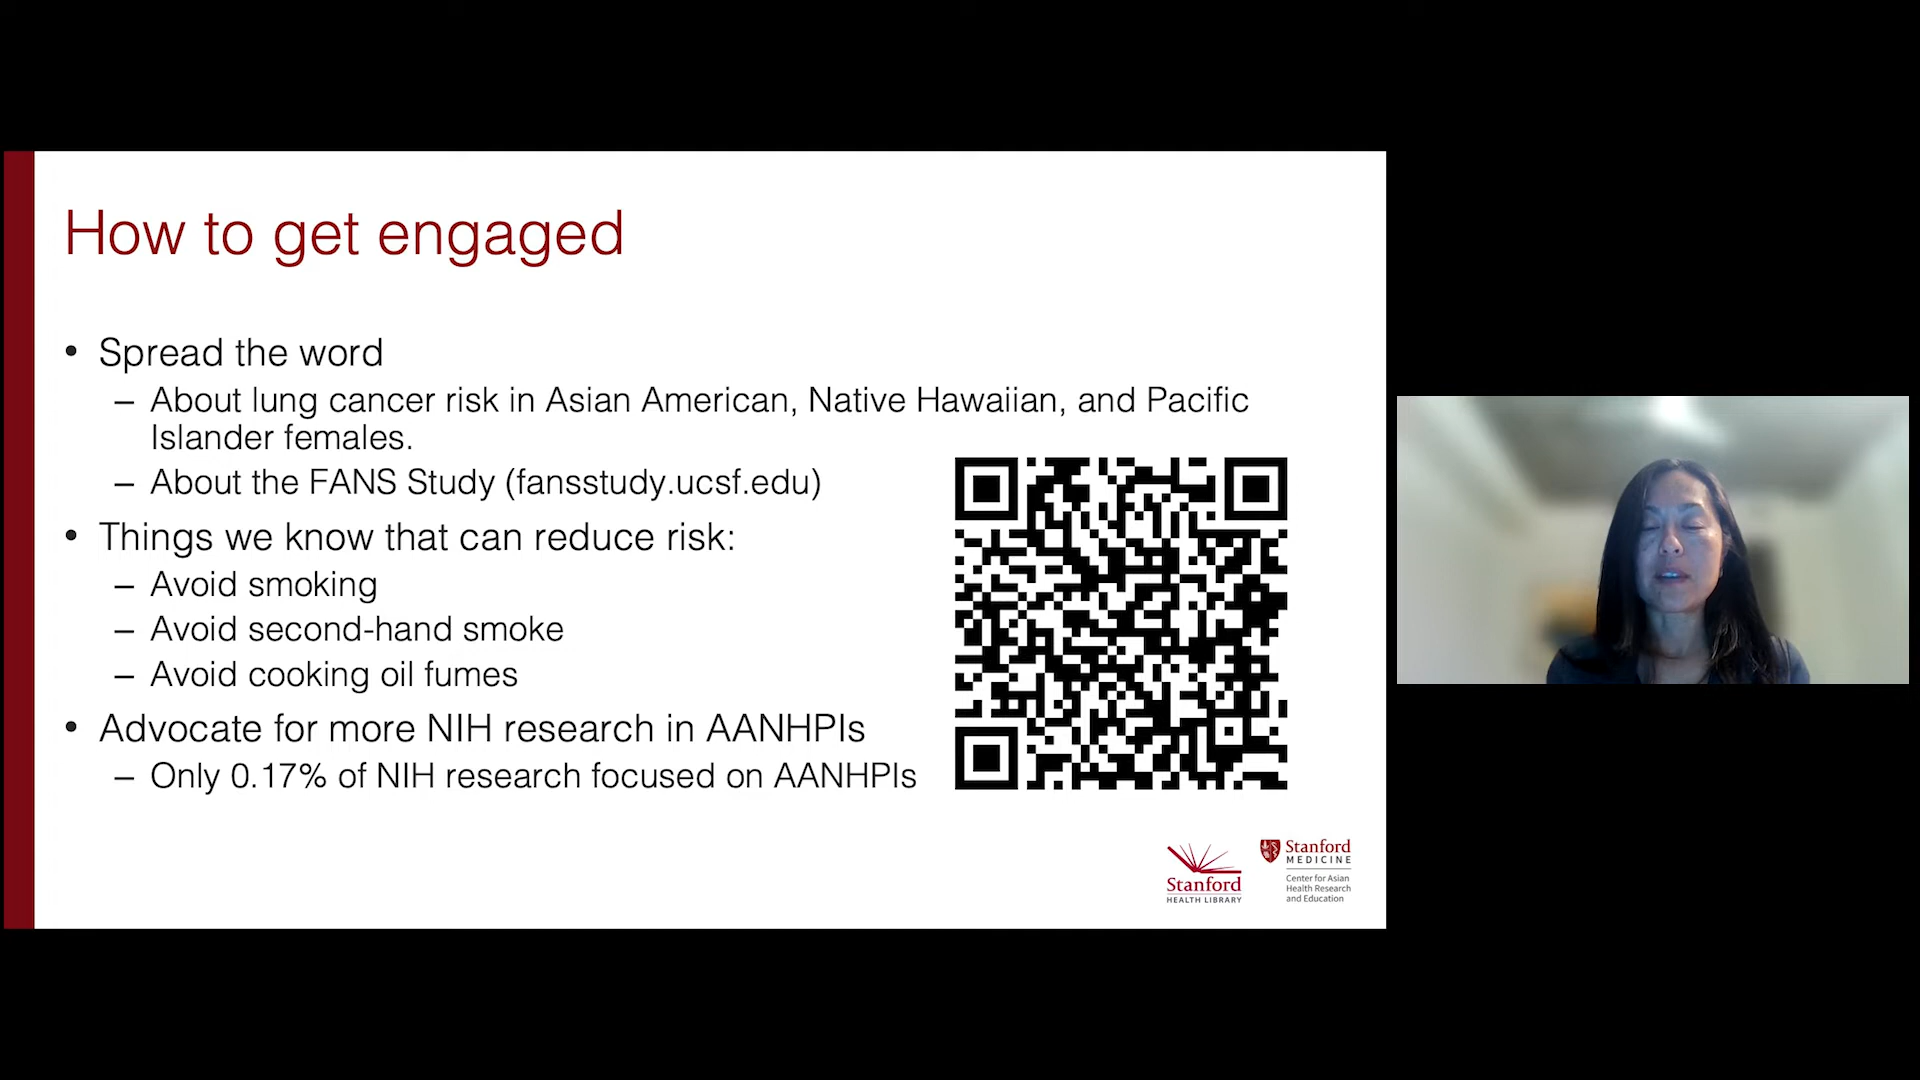 How to get engaged
• Spread the word
– About lung cancer risk in Asian American, Native Hawaiian, and Pacific
Islander females.
– About the FANS Study (fansstudy.ucsf.edu)
• Things we know that can reduce risk:
– Avoid smoking
– Avoid second-hand smoke
– Avoid cooking oil fumes
• Advocate for more NIH research in AANHPIs
– Only 0.17% of NIH research focused on AANHPIs
Stanford
HEALTH LIBRARY
Stanford
MEDICINE
Center for Asian
Health Research
and Education